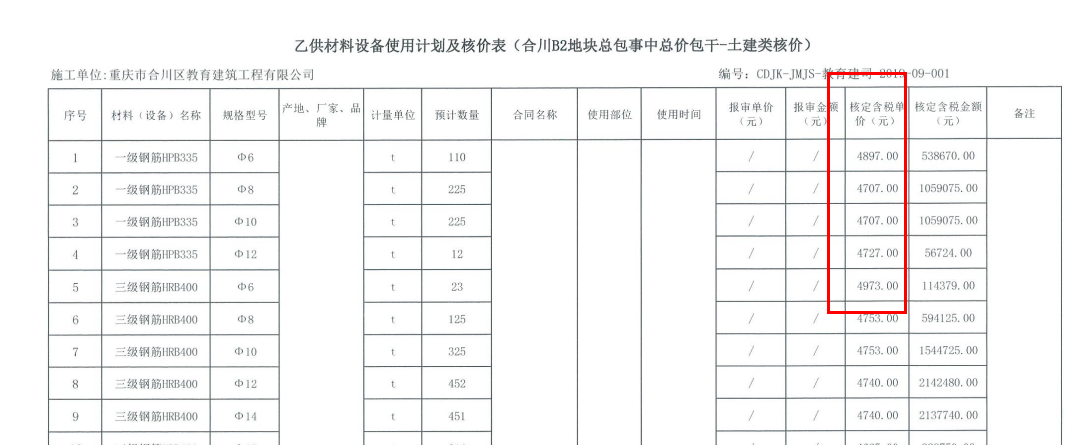 乙供材料设备使用计划及核价表（合川B2地块总包事中总价包干-土建类核价）
施工单位:重庆市合川区教育建筑工程有限公司 编号: CDJK-JMJS-教育建司-2019-09-001
序号 材料（设备）名称 规格型号 产地、厂家、品牌 计量单位 预计数量 合同名称 使用部位 使用时间 报审单价（元） 报审金额（元） 核定含税单价（元） 核定含税金额（元） 备注
1 一级钢筋HPB335 Φ6 t 110 / / 4897.00 538670.00
2 一级钢筋HPB335 Φ8 t 225 / / 4707.00 1059075.00
3 一级钢筋HPB335 Φ10 t 225 / / 4707.00 1059075.00
4 一级钢筋HPB335 Φ12 t 12 / / 4727.00 56724.00
5 三级钢筋HRB400 Φ6 t 23 / / 4973.00 114379.00
6 三级钢筋HRB400 Φ8 t 125 / / 4753.00 594125.00
7 三级钢筋HRB400 Φ10 t 325 / / 4753.00 1544725.00
8 三级钢筋HRB400 Φ12 t 452 / / 4740.00 2142480.00
9 三级钢筋HRB400 Φ14 t 451 / / 4740.00 2137740.00